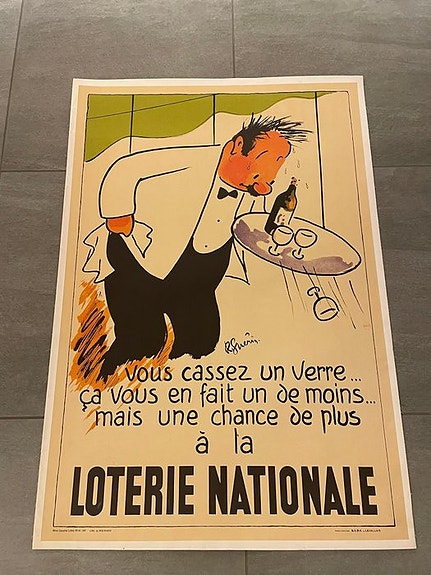 R. Guérin.
vous cassez un verre...
ça vous en fait un de moins...
mais une chance de plus
à la
LOTERIE NATIONALE